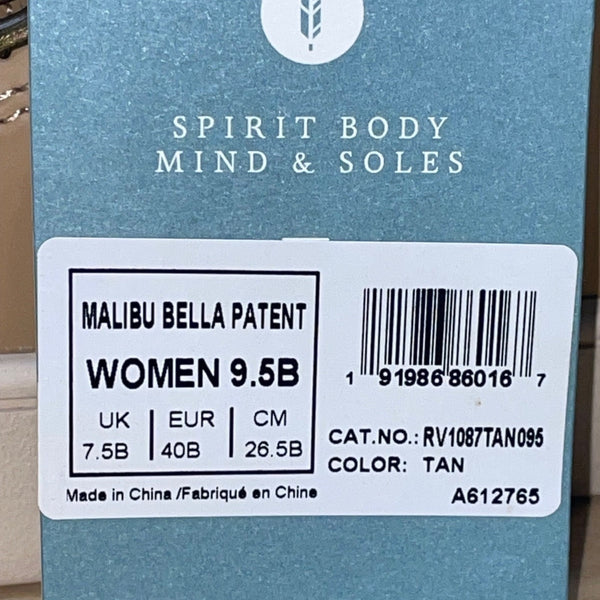 SPIRIT BODY
MIND & SOLES
MALIBU BELLA PATENT
WOMEN 9.5B
UK EUR CM
7.5B 40B 26.5B
Made in China /Fabriqué en Chine
1 91986 86016 7
CAT.NO.: RV1087TAN095
COLOR: TAN
A612765